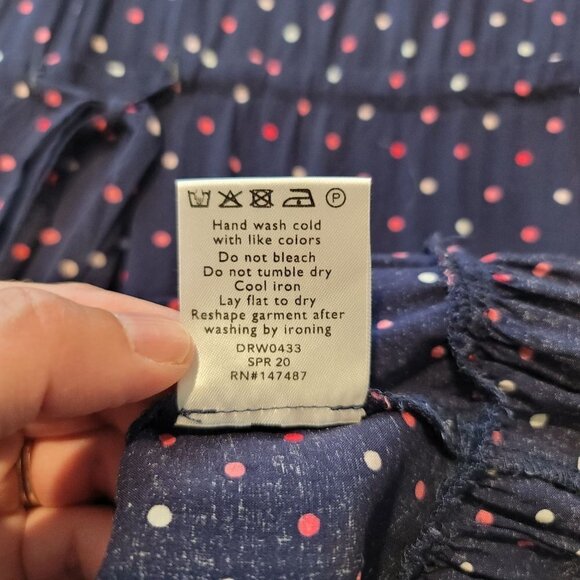 P
Hand wash cold
with like colors
Do not bleach
Do not tumble dry
Cool iron
Lay flat to dry
Reshape garment after
washing by ironing
DRW0433
SPR 20
RN#147487